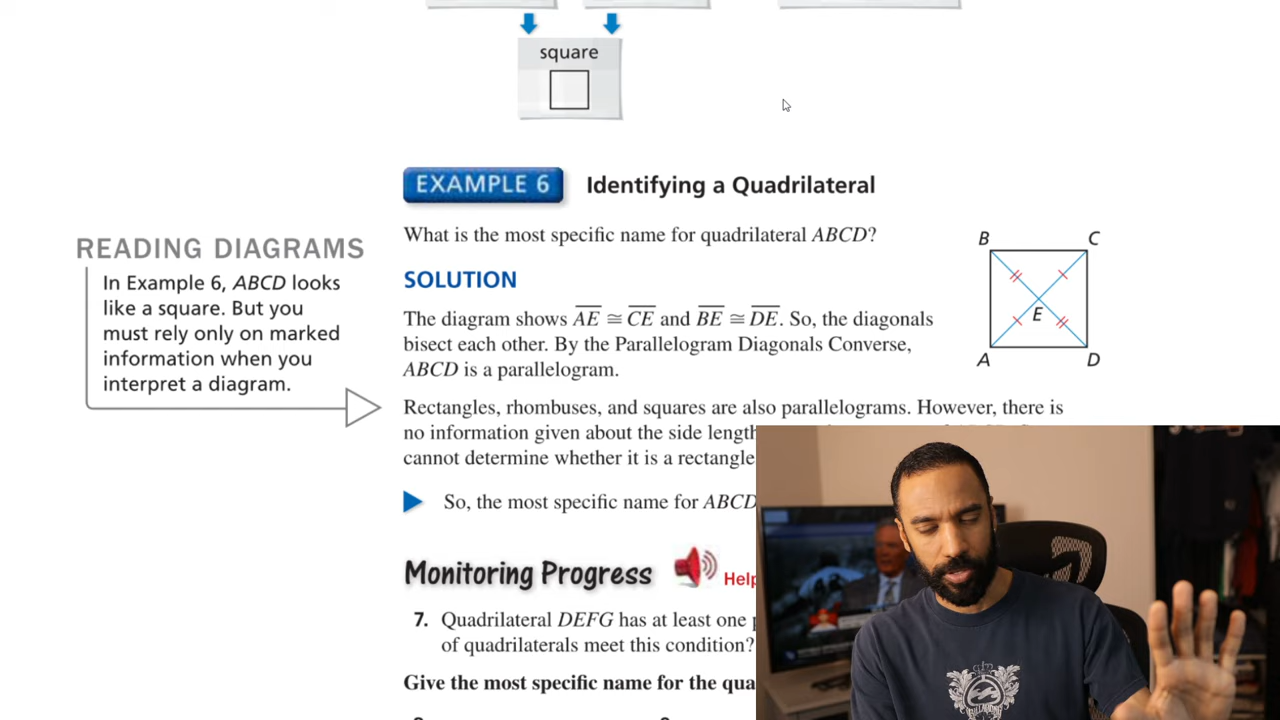 square
EXAMPLE 6 Identifying a Quadrilateral
What is the most specific name for quadrilateral ABCD?
READING DIAGRAMS
In Example 6, ABCD looks
like a square. But you
must rely only on marked
information when you
interpret a diagram.
SOLUTION
The diagram shows AE ≅ CE and BE ≅ DE. So, the diagonals
bisect each other. By the Parallelogram Diagonals Converse,
ABCD is a parallelogram.
B C
E
A D
Rectangles, rhombuses, and squares are also parallelograms. However, there is
no information given about the side length
cannot determine whether it is a rectangle
So, the most specific name for ABCD
Monitoring Progress
Help
7. Quadrilateral DEFG has at least one
of quadrilaterals meet this condition?
Give the most specific name for the qua